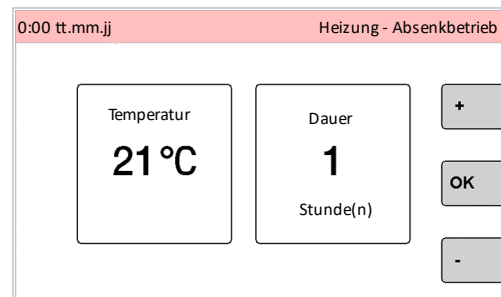 0:00 tt.mm.jj Heizung - Absenkbetrieb
Temperatur
21 °C
Dauer
1
Stunde(n)
+
OK
-